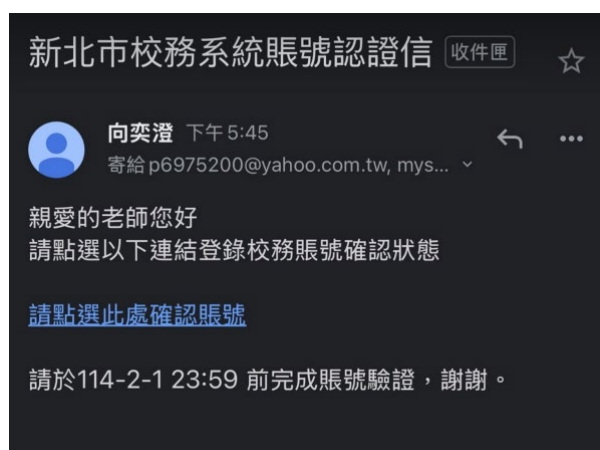 新北市校務系統賬號認證信 收件匣
向奕澄 下午5:45
寄給 p6975200@yahoo.com.tw, mys...
親愛的老師您好
請點選以下連結登錄校務賬號確認狀態
請點選此處確認賬號
請於114-2-1 23:59 前完成賬號驗證，謝謝。